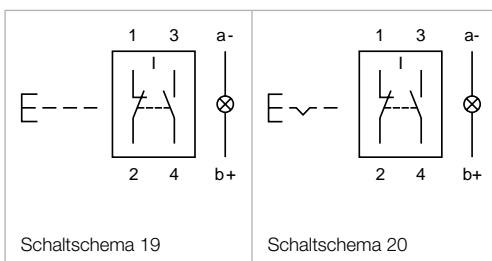 1 3 a-
I
2 4 b+
Schaltschema 19
1 3 a-
I
2 4 b+
Schaltschema 20